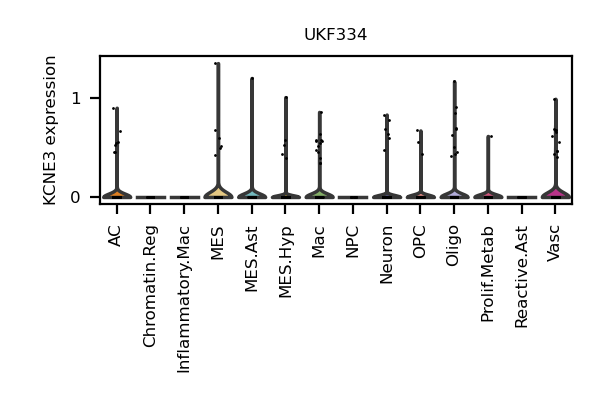 UKF334
KCNE3 expression
1
0
AC
Chromatin.Reg
Inflammatory.Mac
MES
MES.Ast
MES.Hyp
Mac
NPC
Neuron
OPC
Oligo
Prolif.Metab
Reactive.Ast
Vasc